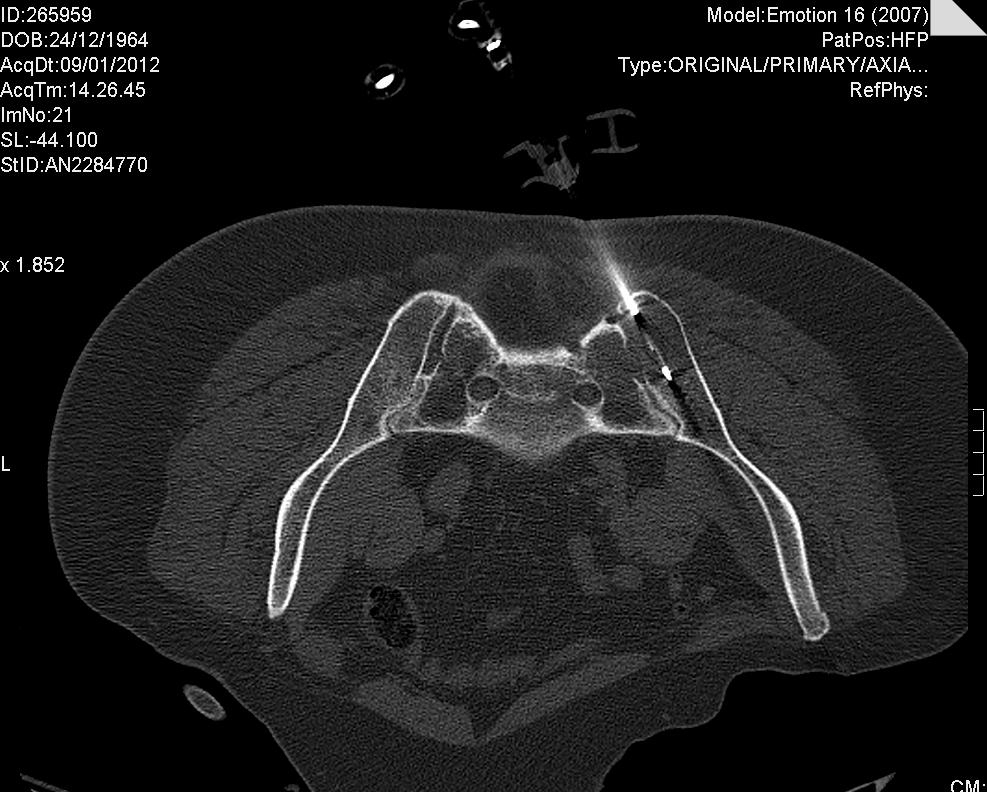 ID:265959
DOB:24/12/1964
AcqDt:09/01/2012
AcqTm:14.26.45
ImNo:21
SL:-44.100
StID:AN2284770
x 1.852
Model:Emotion 16 (2007)
PatPos:HFP
Type:ORIGINAL/PRIMARY/AXIA...
RefPhys:
H
L
CM: